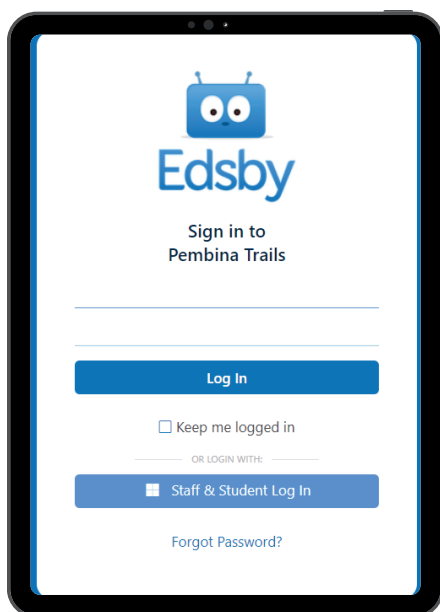 Edsby
Sign in to
Pembina Trails
Log In
Keep me logged in
OR LOGIN WITH:
Staff & Student Log In
Forgot Password?